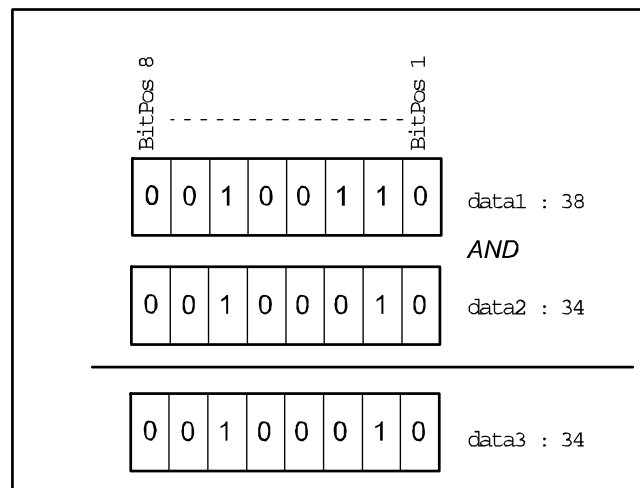 BitPos 8 - - - - - - - - - - - - - - - - - BitPos 1
0 0 1 0 0 1 1 0 data1 : 38
AND
0 0 1 0 0 0 1 0 data2 : 34
0 0 1 0 0 0 1 0 data3 : 34